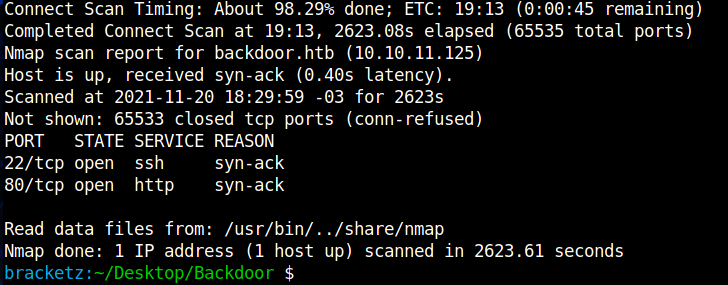 Connect Scan Timing: About 98.29% done; ETC: 19:13 (0:00:45 remaining)
Completed Connect Scan at 19:13, 2623.08s elapsed (65535 total ports)
Nmap scan report for backdoor.htb (10.10.11.125)
Host is up, received syn-ack (0.40s latency).
Scanned at 2021-11-20 18:29:59 -03 for 2623s
Not shown: 65533 closed tcp ports (conn-refused)
PORT   STATE SERVICE REASON
22/tcp open  ssh     syn-ack
80/tcp open  http    syn-ack
Read data files from: /usr/bin/../share/nmap
Nmap done: 1 IP address (1 host up) scanned in 2623.61 seconds
bracketz:~/Desktop/Backdoor $